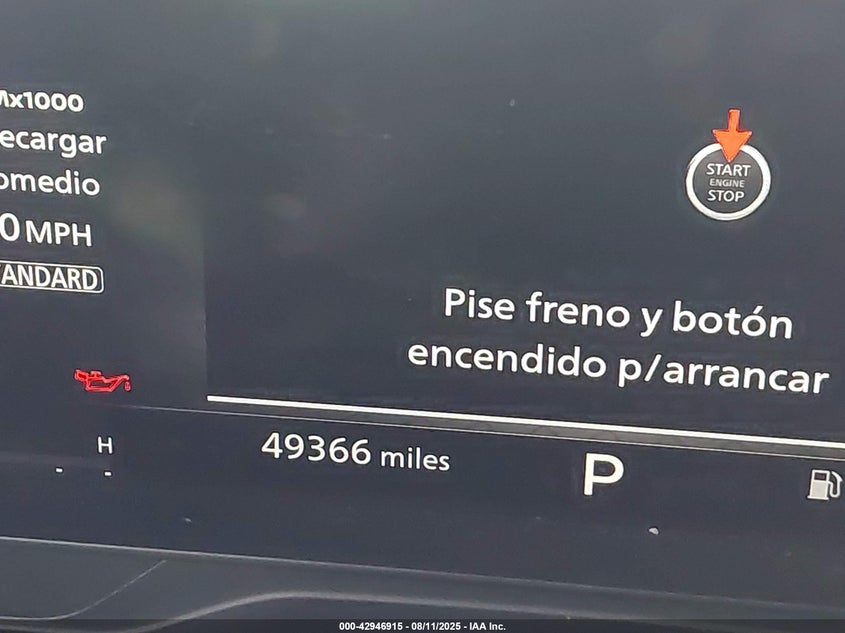 x1000
ecargar
omedio
0 MPH
ANDARD
START
ENGINE
STOP
Pise freno y botón
encendido p/arrancar
H
- -
49366 miles
P
000-42946915 - 08/11/2025 - IAA Inc.